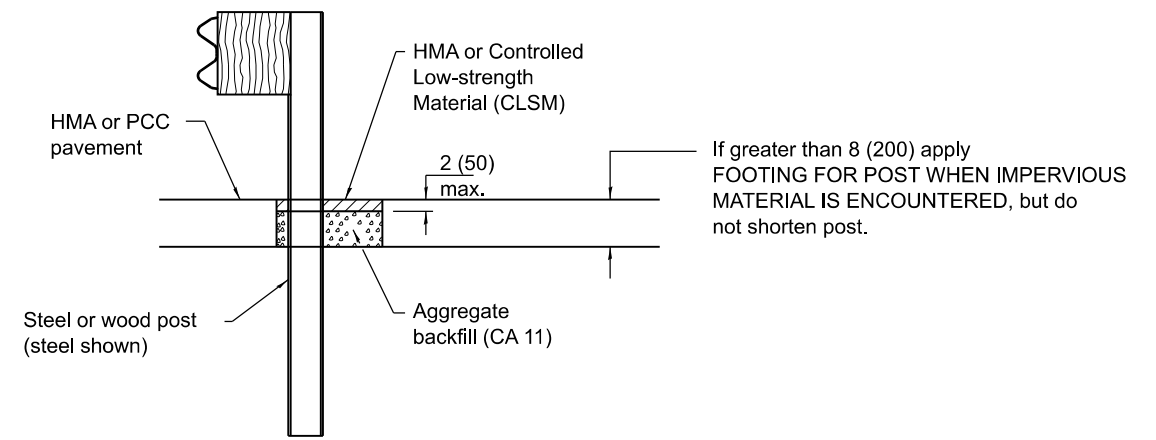 HMA or Controlled
Low-strength
Material (CLSM)
HMA or PCC
pavement
2 (50)
max.
If greater than 8 (200) apply
FOOTING FOR POST WHEN IMPERVIOUS
MATERIAL IS ENCOUNTERED, but do
not shorten post.
Steel or wood post
(steel shown)
Aggregate
backfill (CA 11)